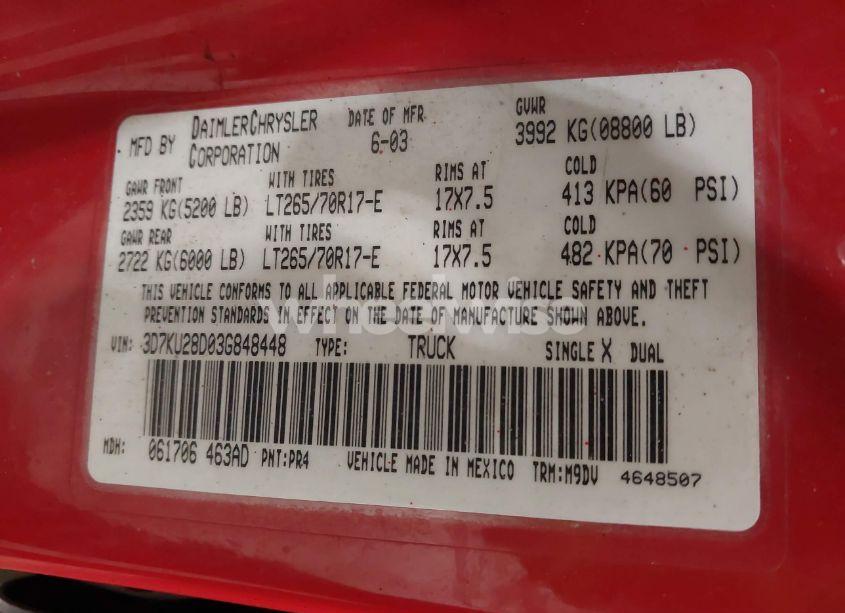 MFD BY DAIMLERCHRYSLER CORPORATION DATE OF MFR 6-03 GVWR 3992 KG(08800 LB)
GAWR FRONT WITH TIRES RIMS AT COLD
2359 KG(5200 LB) LT265/70R17-E 17X7.5 413 KPA(60 PSI)
GAWR REAR WITH TIRES RIMS AT COLD
2722 KG(6000 LB) LT265/70R17-E 17X7.5 482 KPA(70 PSI)
THIS VEHICLE CONFORMS TO ALL APPLICABLE FEDERAL MOTOR VEHICLE SAFETY AND THEFT
PREVENTION STANDARDS IN EFFECT ON THE DATE OF MANUFACTURE SHOWN ABOVE.
VIN: 3D7KU28D03G848448 TYPE: TRUCK SINGLE X DUAL
MDH: 061706 463AD PNT:PR4 VEHICLE MADE IN MEXICO TRM:M9DV 4648507